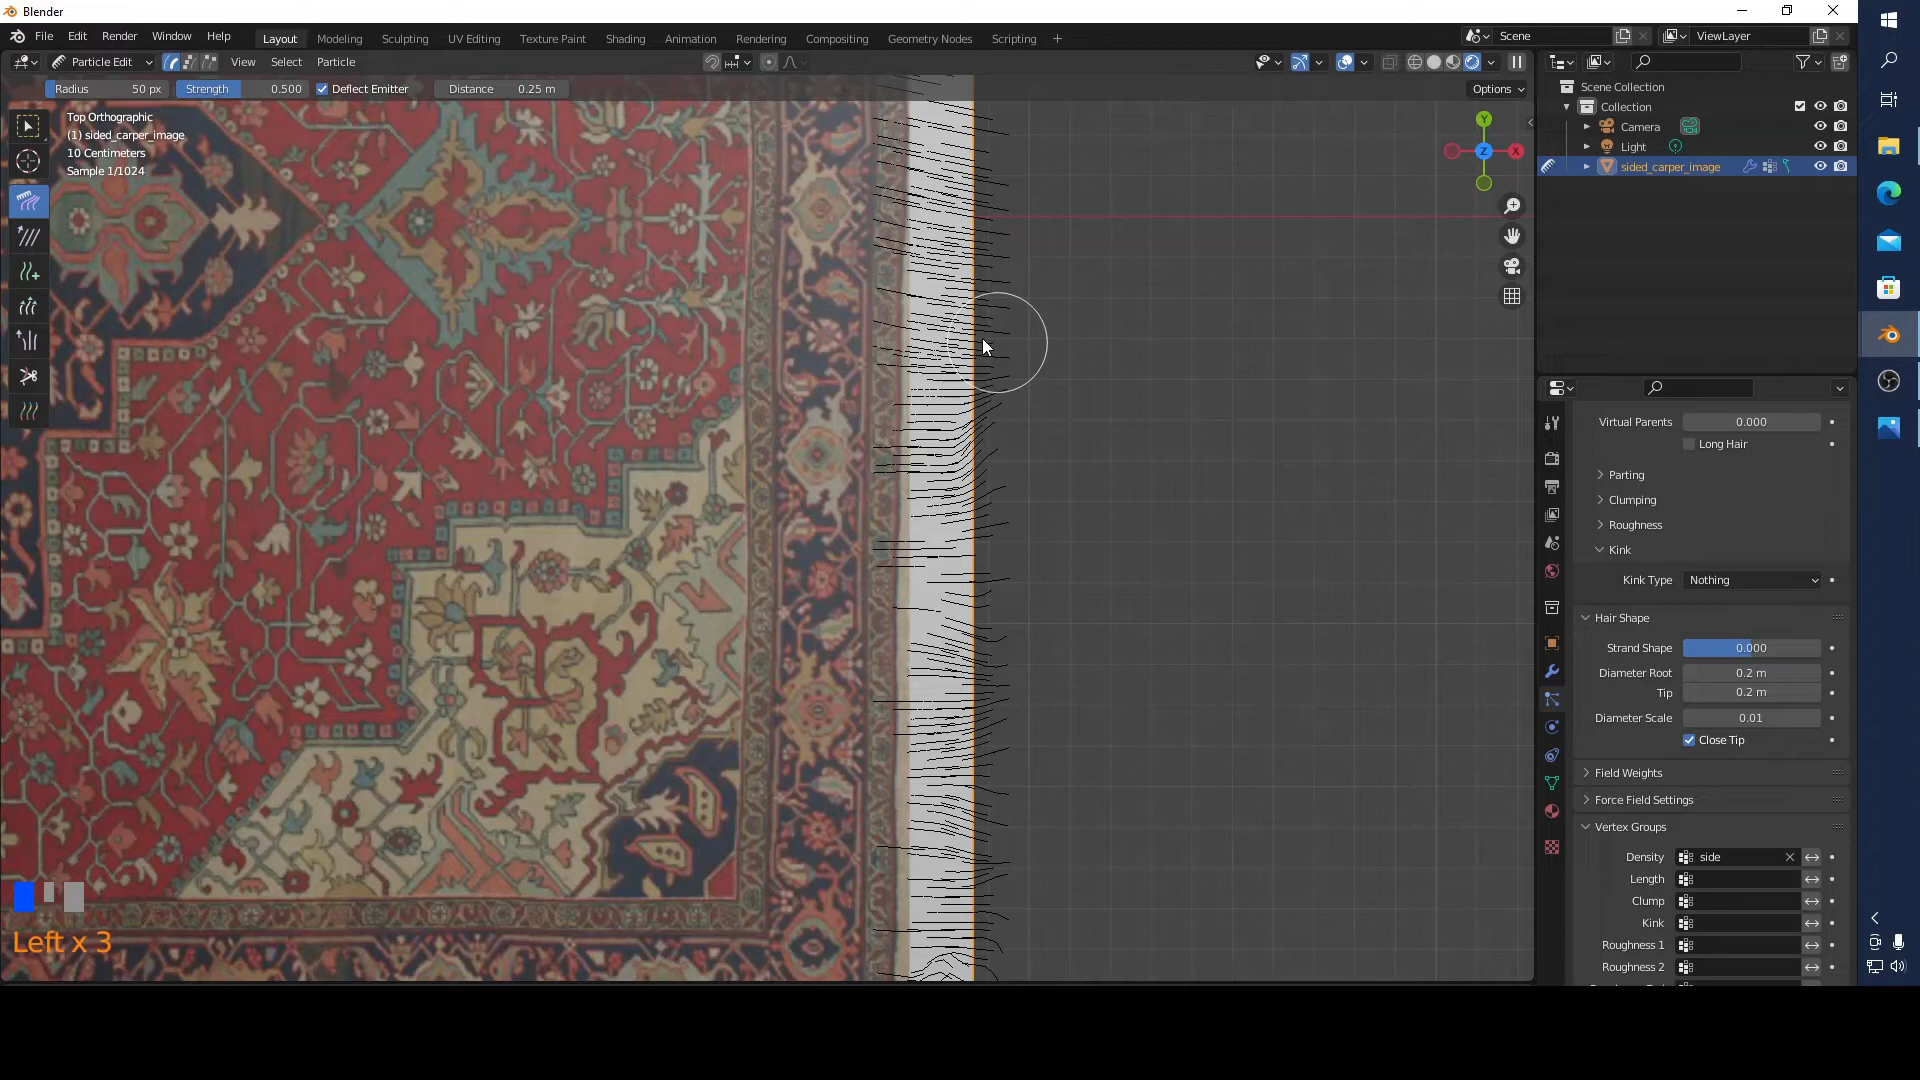 Blender
File Edit Render Window Help
Layout Modeling Sculpting UV Editing Texture Paint Shading Animation Rendering Compositing Geometry Nodes Scripting +
Scene
ViewLayer
Particle Edit View Select Particle
Radius 50 px Strength 0.500 Deflect Emitter Distance 0.25 m
Options
Top Orthographic
(1) sided_carper_image
10 Centimeters
Sample 1/1024
Y
X
Z
Scene Collection
Collection
Camera
Light
sided_carper_image
Virtual Parents 0.000
Long Hair
Parting
Clumping
Roughness
Kink
Kink Type Nothing
Hair Shape
Strand Shape 0.000
Diameter Root 0.2 m
Tip 0.2 m
Diameter Scale 0.01
Close Tip
Field Weights
Force Field Settings
Vertex Groups
Density side
Length
Clump
Kink
Roughness 1
Roughness 2
Left x 3